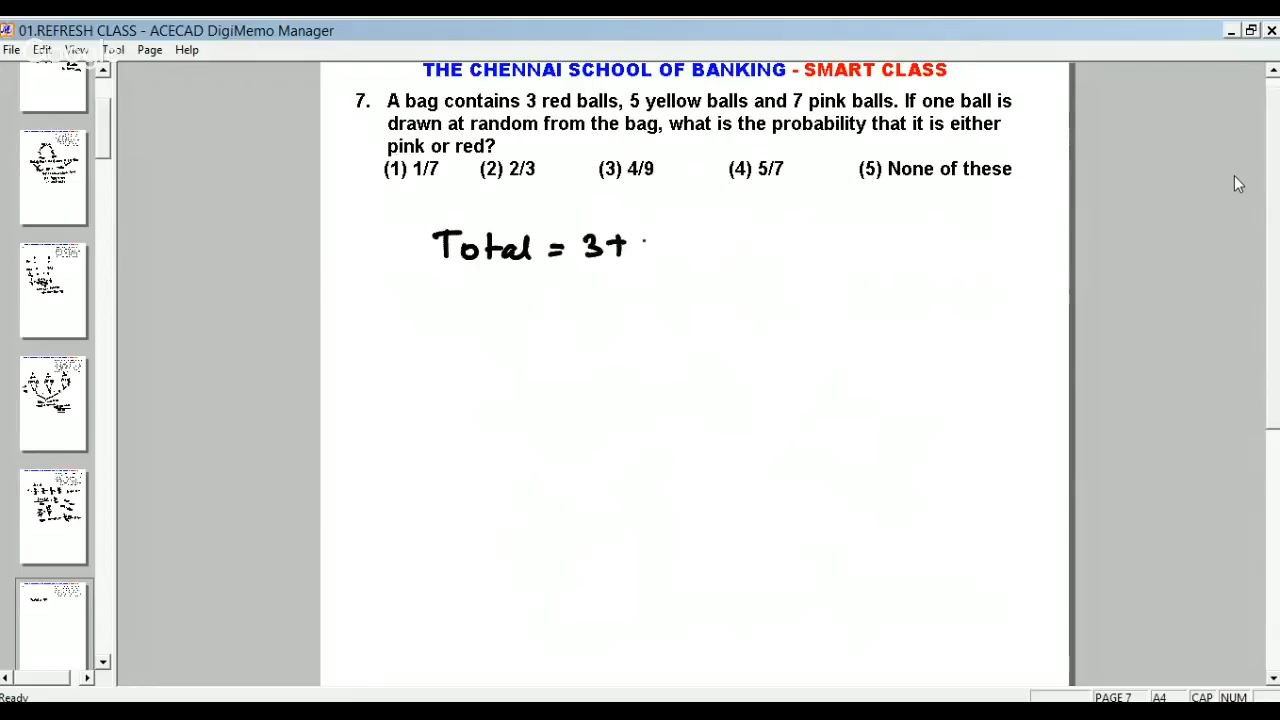 01.REFRESH CLASS - ACECAD DigiMemo Manager
File Edit View Tool Page Help
THE CHENNAI SCHOOL OF BANKING - SMART CLASS
7. A bag contains 3 red balls, 5 yellow balls and 7 pink balls. If one ball is
drawn at random from the bag, what is the probability that it is either
pink or red?
(1) 1/7 (2) 2/3 (3) 4/9 (4) 5/7 (5) None of these
Total = 3+
Ready PAGE 7 A4 CAP NUM